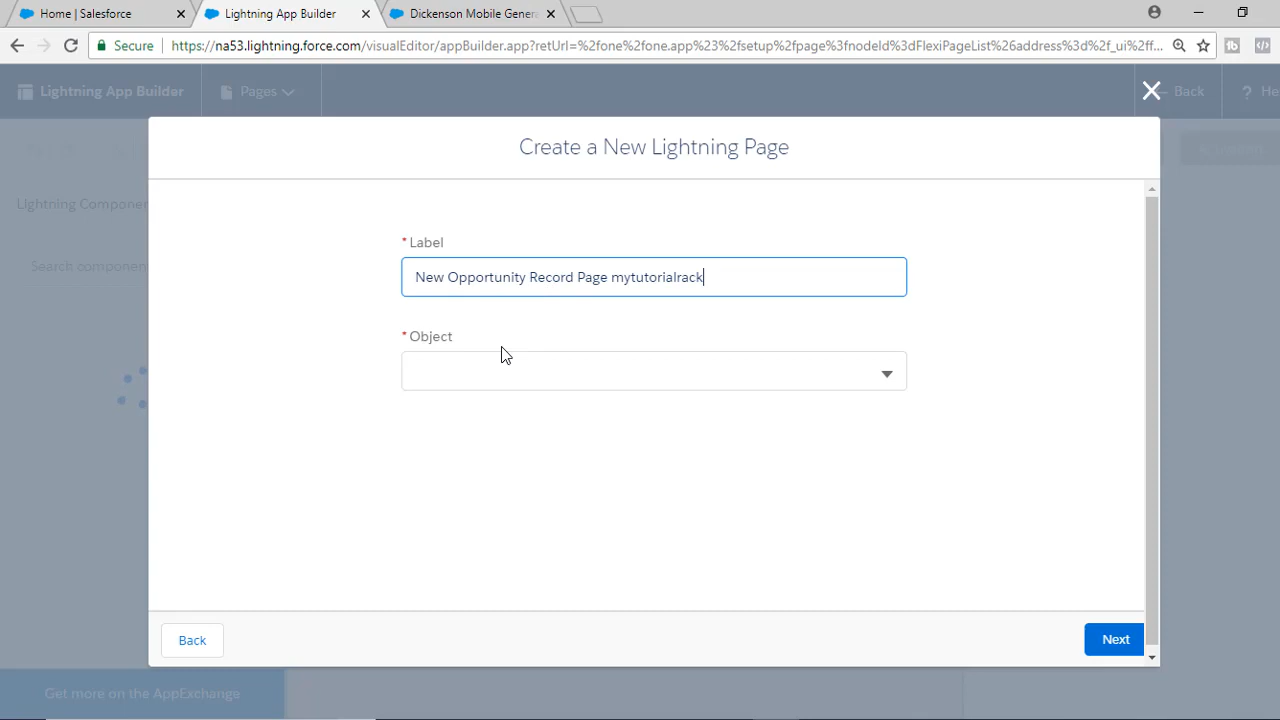 Home | Salesforce
Lightning App Builder
Dickenson Mobile Gener
Secure
https://na53.lightning.force.com/visualEditor/appBuilder.app?retUrl=%2fone%2fone.app%23%2fsetup%2fpage%3fnodeId%3dFlexiPageList%26address%3d%2f_ui%2ff...
Lightning App Builder
Pages
Back
? He
Create a New Lightning Page
Lightning Componen
* Label
Search componen
New Opportunity Record Page mytutorialrack
* Object
Back
Next
Get more on the AppExchange